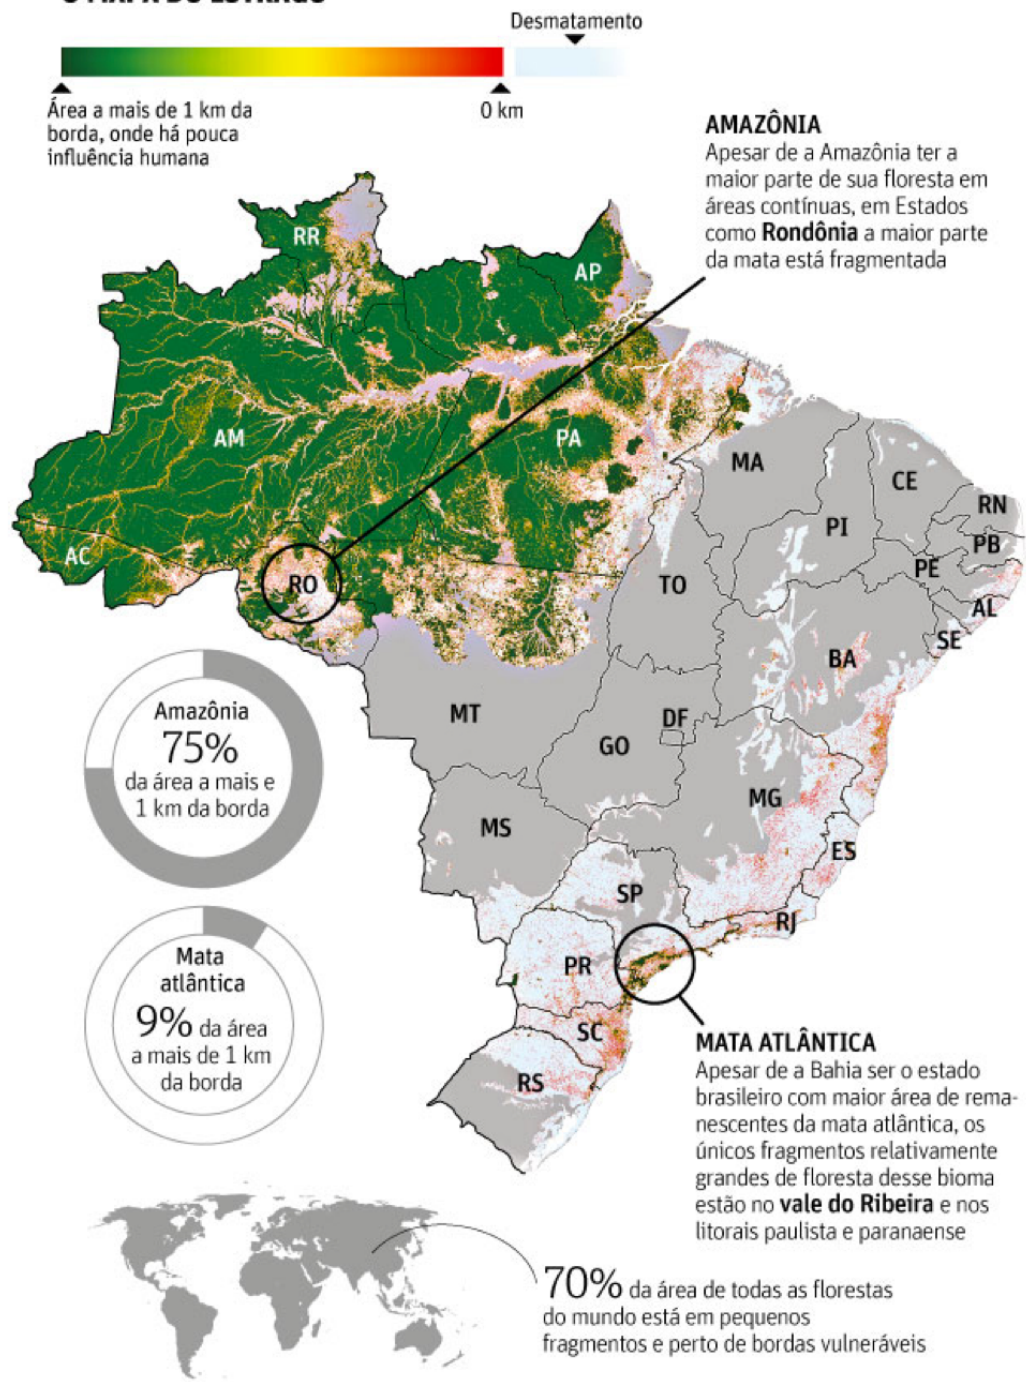 O MAPA DO ESTRAGO
Desmatamento
Área a mais de 1 km da
borda, onde há pouca
influência humana
0 km
AMAZÔNIA
Apesar de a Amazônia ter a
maior parte de sua floresta em
áreas contínuas, em Estados
como Rondônia a maior parte
da mata está fragmentada
RR
AP
AM
PA
MA
CE
RN
PI
PB
PE
AC
RO
TO
AL
SE
BA
MT
DF
GO
MG
MS
ES
SP
RJ
PR
SC
RS
Amazônia
75%
da área a mais e
1 km da borda
Mata
atlântica
9% da área
a mais de 1 km
da borda
MATA ATLÂNTICA
Apesar de a Bahia ser o estado
brasileiro com maior área de rema-
nescentes da mata atlântica, os
únicos fragmentos relativamente
grandes de floresta desse bioma
estão no vale do Ribeira e nos
litorais paulista e paranaense
70% da área de todas as florestas
do mundo está em pequenos
fragmentos e perto de bordas vulneráveis